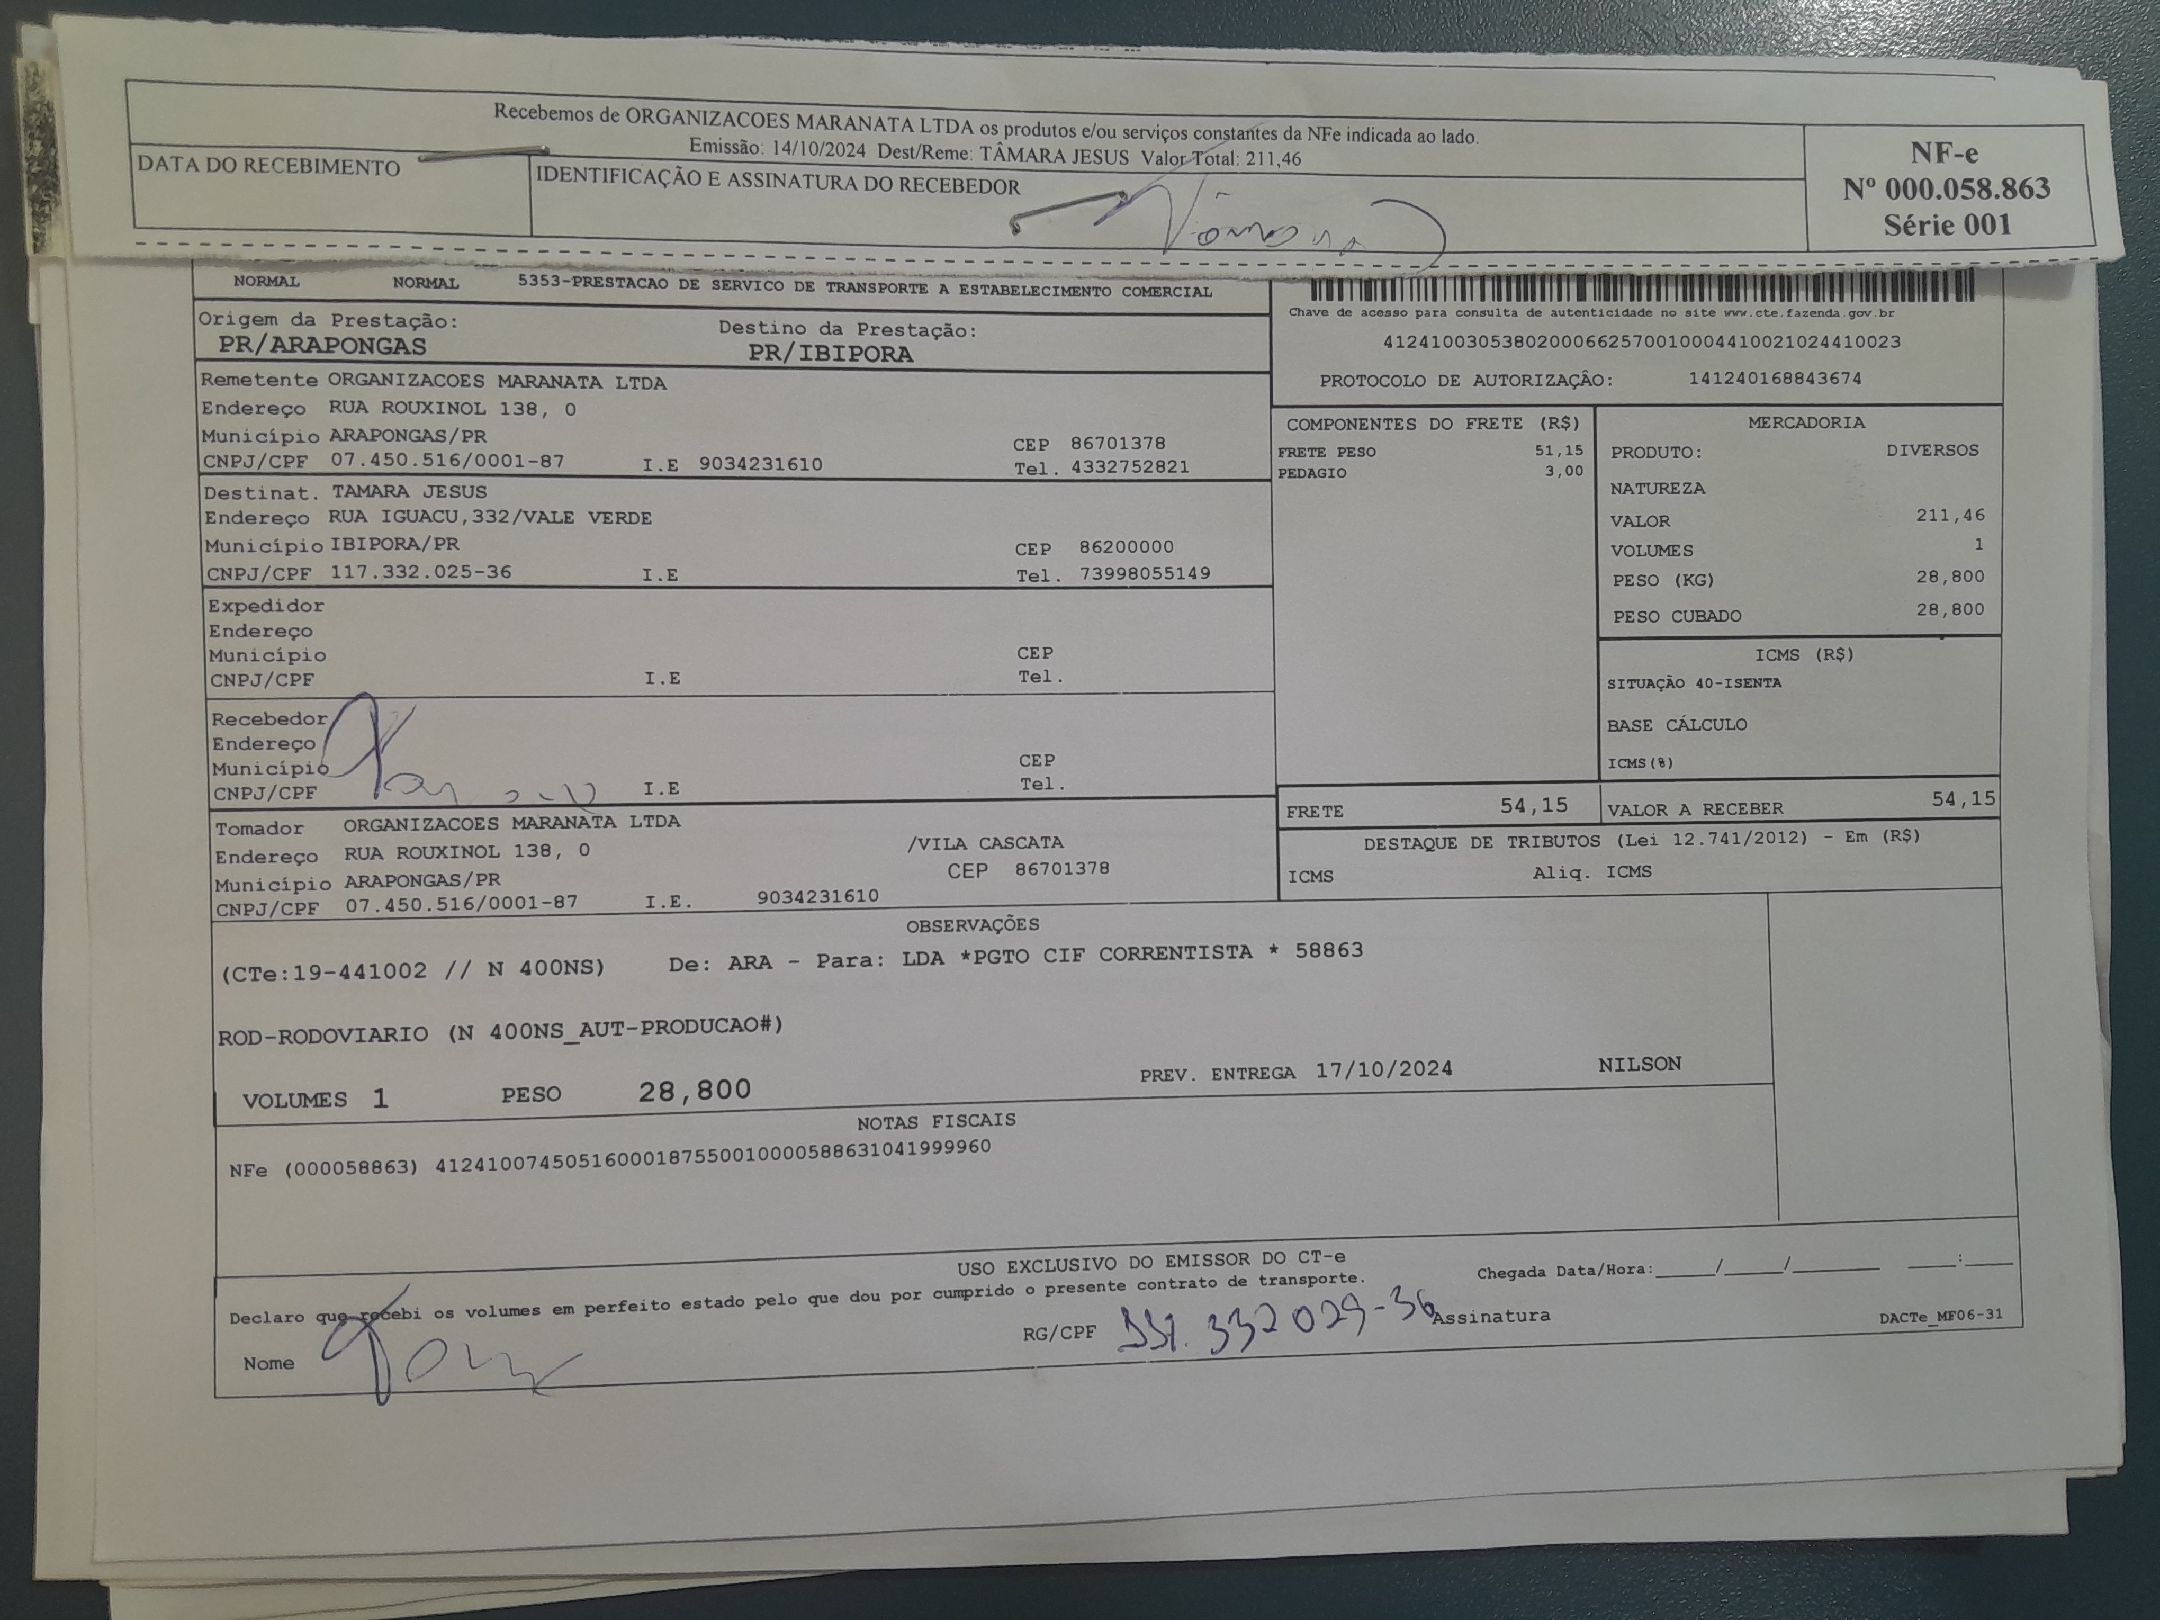 Recebemos de ORGANIZACOES MARANATA LTDA os produtos e/ou serviços constantes da NFe indicada ao lado.
Emissão: 14/10/2024 Dest/Reme: TÂMARA JESUS Valor Total: 211,46
DATA DO RECEBIMENTO
IDENTIFICAÇÃO E ASSINATURA DO RECEBEDOR
NF-e
Nº 000.058.863
Série 001
NORMAL NORMAL 5353-PRESTACAO DE SERVICO DE TRANSPORTE A ESTABELECIMENTO COMERCIAL
Origem da Prestação: Destino da Prestação:
PR/ARAPONGAS PR/IBIPORA
Chave de acesso para consulta de autenticidade no site www.cte.fazenda.gov.br
41241003053802000662570010004410021024410023
PROTOCOLO DE AUTORIZAÇÃO: 141240168843674
Remetente ORGANIZACOES MARANATA LTDA
Endereço RUA ROUXINOL 138, 0
Município ARAPONGAS/PR CEP 86701378
CNPJ/CPF 07.450.516/0001-87 I.E 9034231610 Tel. 4332752821
Destinat. TAMARA JESUS
Endereço RUA IGUACU,332/VALE VERDE
Município IBIPORA/PR CEP 86200000
CNPJ/CPF 117.332.025-36 I.E Tel. 73998055149
Expedidor
Endereço
Município CEP
CNPJ/CPF I.E Tel.
Recebedor
Endereço
Município CEP
CNPJ/CPF I.E Tel.
Tomador ORGANIZACOES MARANATA LTDA
Endereço RUA ROUXINOL 138, 0 /VILA CASCATA
Município ARAPONGAS/PR CEP 86701378
CNPJ/CPF 07.450.516/0001-87 I.E. 9034231610
COMPONENTES DO FRETE (R$)
FRETE PESO 51,15
PEDAGIO 3,00
MERCADORIA
PRODUTO: DIVERSOS
NATUREZA
VALOR 211,46
VOLUMES 1
PESO (KG) 28,800
PESO CUBADO 28,800
ICMS (R$)
SITUAÇÃO 40-ISENTA
BASE CÁLCULO
ICMS(%)
FRETE 54,15 VALOR A RECEBER 54,15
DESTAQUE DE TRIBUTOS (Lei 12.741/2012) - Em (R$)
ICMS Aliq. ICMS
OBSERVAÇÕES
(CTe:19-441002 // N 400NS) De: ARA - Para: LDA *PGTO CIF CORRENTISTA * 58863
ROD-RODOVIARIO (N 400NS_AUT-PRODUCAO#)
VOLUMES 1 PESO 28,800 PREV. ENTREGA 17/10/2024 NILSON
NOTAS FISCAIS
NFe (000058863) 41241007450516000187550010000588631041999960
USO EXCLUSIVO DO EMISSOR DO CT-e
Declaro que recebi os volumes em perfeito estado pelo que dou por cumprido o presente contrato de transporte. Chegada Data/Hora:____/____/______ ____:____
Nome RG/CPF Assinatura DACTe_MF06-31